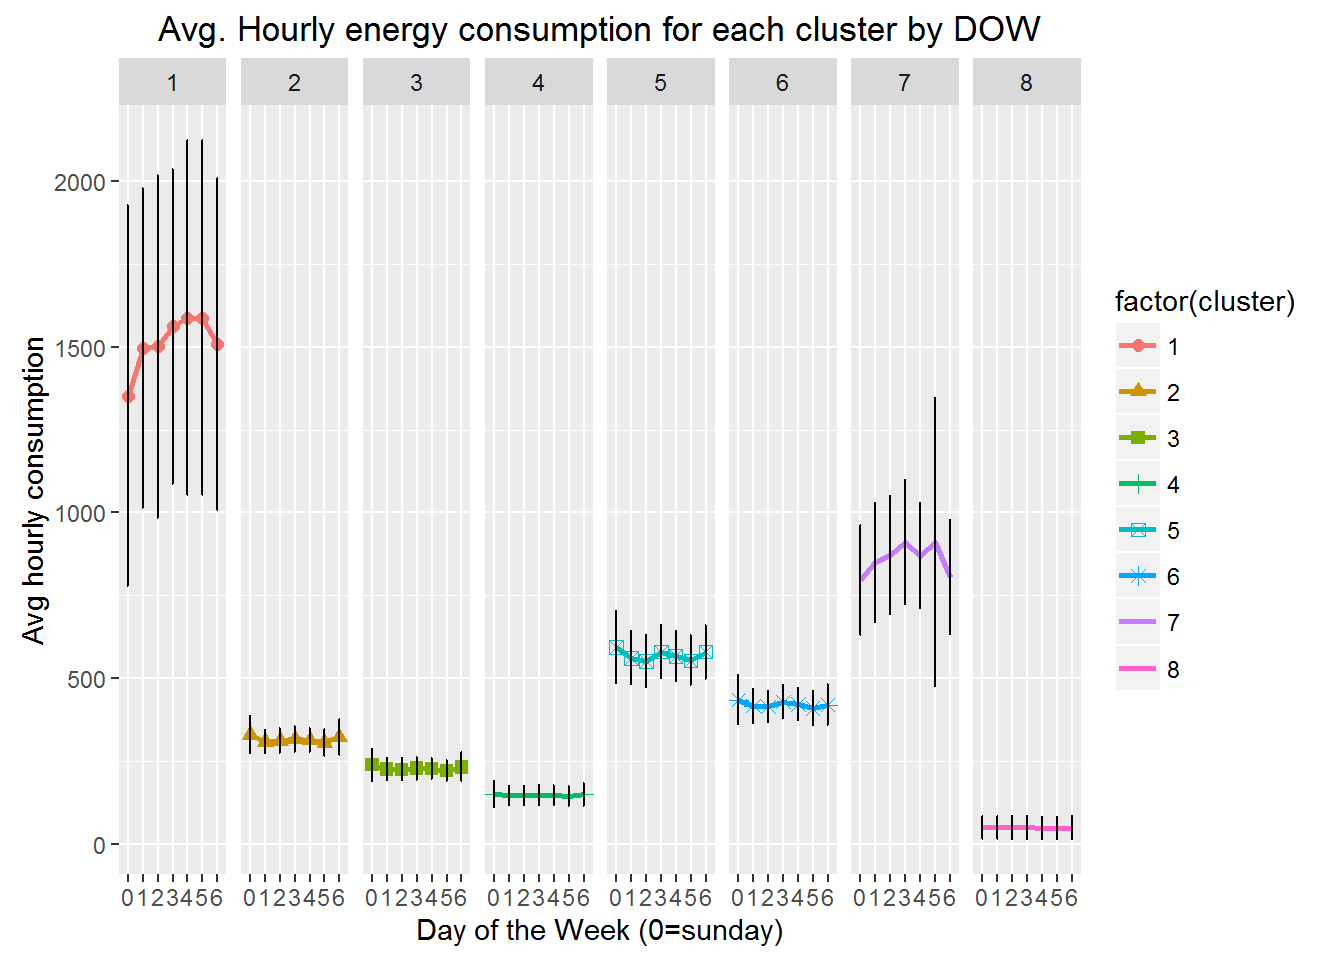 Avg. Hourly energy consumption for each cluster by DOW
1 2 3 4 5 6 7 8
Avg hourly consumption
2000
1500
1000
500
0
0123456 0123456 0123456 0123456 0123456 0123456 0123456 0123456
Day of the Week (0=sunday)
factor(cluster)
1
2
3
4
5
6
7
8